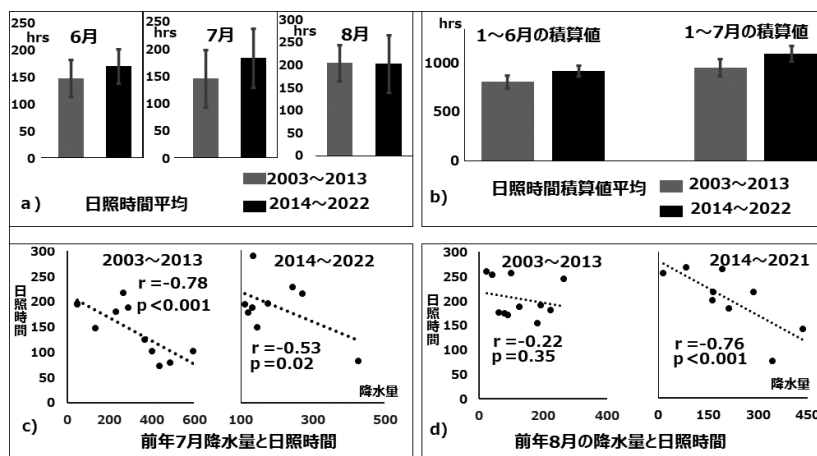 hrs
6月
250
200
150
100
50
0
7月
250
200
150
100
50
0
8月
300
250
200
150
100
50
0
2003～2013
2014～2022
a）
日照時間平均
hrs
1～6月の積算値
1～7月の積算値
1000
500
0
b）
日照時間積算値平均
2003～2013
2014～2022
300
250
200
150
100
50
0
日照時間
2003～2013
r＝-0.78
p＜0.001
0
200
400
600
2014～2022
r＝-0.53
p＝0.02
降水量
100
300
500
c）
前年7月降水量と日照時間
300
250
200
150
100
50
0
日照時間
2003～2013
r＝-0.22
p＝0.35
0
200
400
2014～2021
r＝-0.76
p＜0.001
降水量
0
150
300
450
d）
前年8月の降水量と日照時間